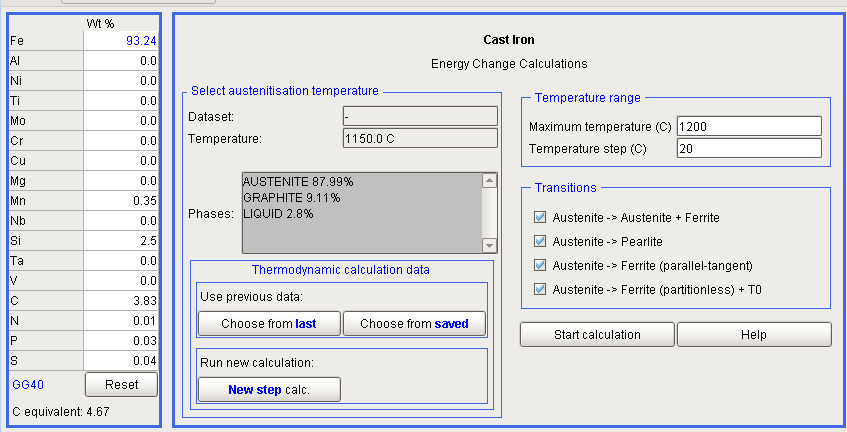 Wt %
Fe 93.24
Al 0.0
Ni 0.0
Ti 0.0
Mo 0.0
Cr 0.0
Cu 0.0
Mg 0.0
Mn 0.35
Nb 0.0
Si 2.5
Ta 0.0
V 0.0
C 3.83
N 0.01
P 0.03
S 0.04
GG40 Reset
C equivalent: 4.67
Cast Iron
Energy Change Calculations
Select austenitisation temperature
Dataset: -
Temperature: 1150.0 C
Phases:
AUSTENITE 87.99%
GRAPHITE 9.11%
LIQUID 2.8%
Thermodynamic calculation data
Use previous data:
Choose from last Choose from saved
Run new calculation:
New step calc.
Temperature range
Maximum temperature (C) 1200
Temperature step (C) 20
Transitions
Austenite -> Austenite + Ferrite
Austenite -> Pearlite
Austenite -> Ferrite (parallel-tangent)
Austenite -> Ferrite (partitionless) + T0
Start calculation Help